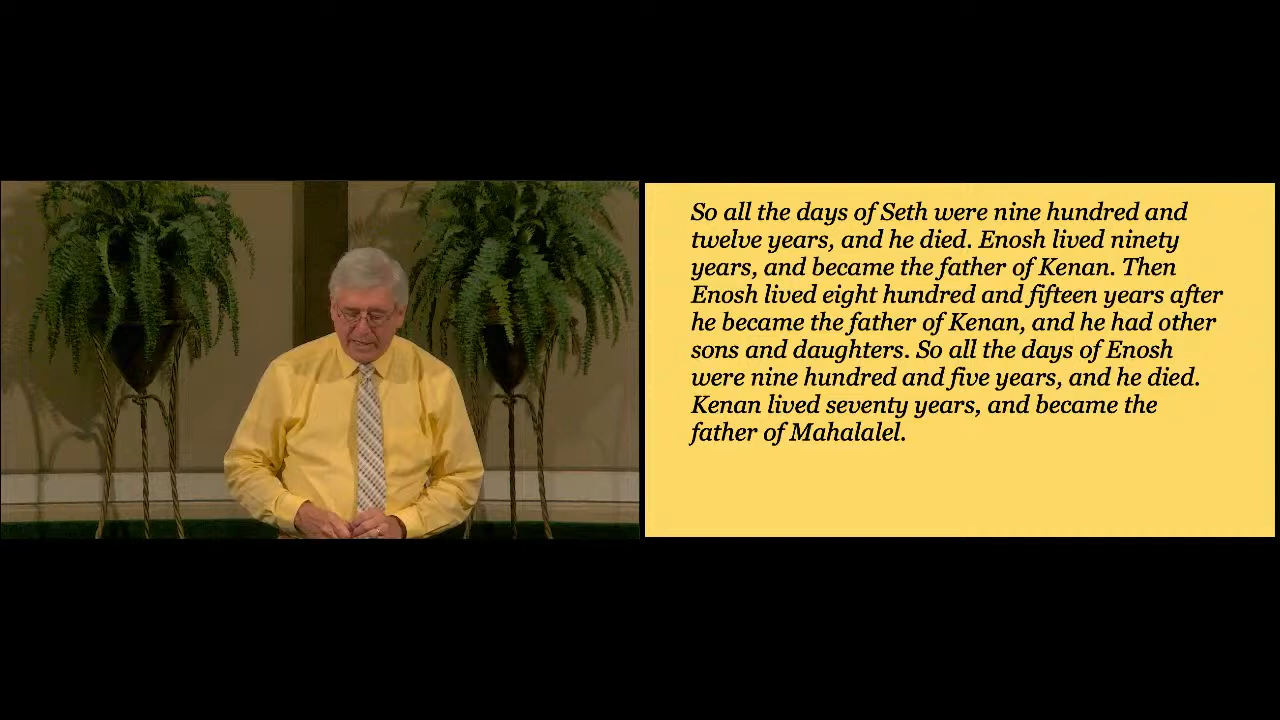 So all the days of Seth were nine hundred and
twelve years, and he died. Enosh lived ninety
years, and became the father of Kenan. Then
Enosh lived eight hundred and fifteen years after
he became the father of Kenan, and he had other
sons and daughters. So all the days of Enosh
were nine hundred and five years, and he died.
Kenan lived seventy years, and became the
father of Mahalalel.